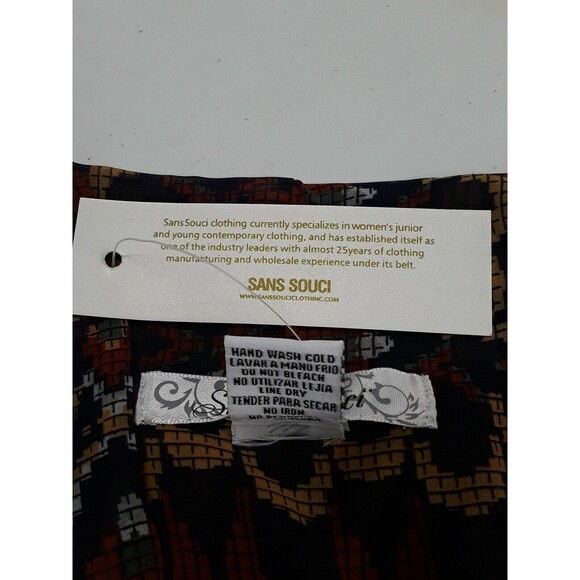 SansSouci clothing currently specializes in women's junior
and young contemporary clothing, and has established itself as
one of the industry leaders with almost 25years of clothing
manufacturing and wholesale experience under its belt.
SANS SOUCI
WWW.SANSSOUCICLOTHINC.COM
HAND WASH COLD
LAVAR A MANO FRIO
DO NOT BLEACH
NO UTILIZAR LEJIA
LINE DRY
TENDER PARA SECAR
NO IRON